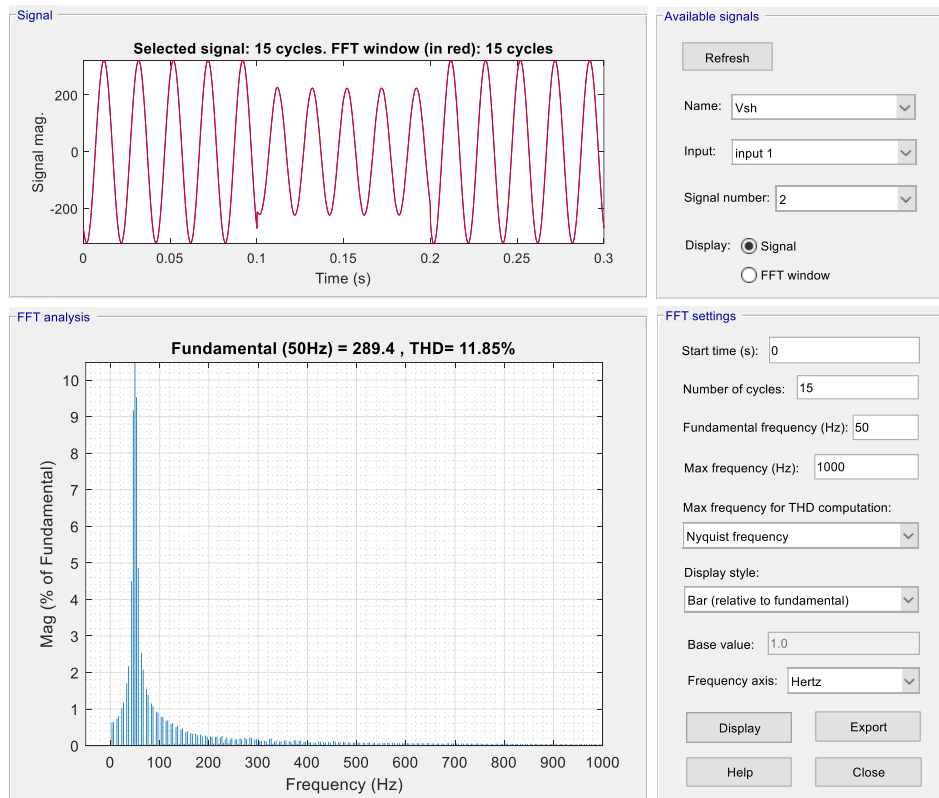 Signal
Selected signal: 15 cycles. FFT window (in red): 15 cycles
200
0
-200
Signal mag.
0
0.05
0.1
0.15
0.2
0.25
0.3
Time (s)
Available signals
Refresh
Name:
Vsh
Input:
input 1
Signal number:
2
Display:
Signal
FFT window
FFT analysis
Fundamental (50Hz) = 289.4 , THD= 11.85%
10
9
8
7
6
5
4
3
2
1
0
Mag (% of Fundamental)
0
100
200
300
400
500
600
700
800
900
1000
Frequency (Hz)
FFT settings
Start time (s):
0
Number of cycles:
15
Fundamental frequency (Hz):
50
Max frequency (Hz):
1000
Max frequency for THD computation:
Nyquist frequency
Display style:
Bar (relative to fundamental)
Base value:
1.0
Frequency axis:
Hertz
Display
Export
Help
Close